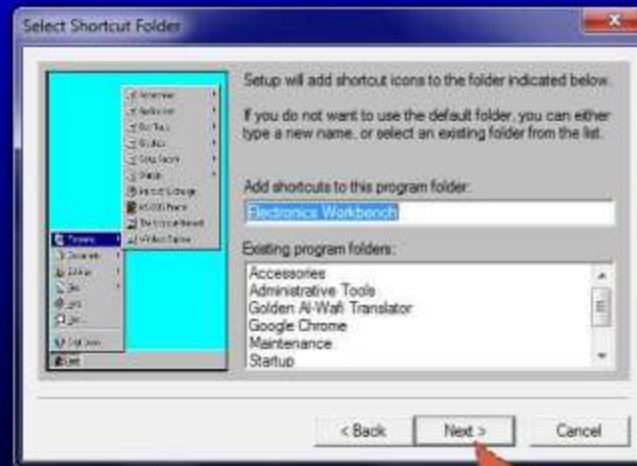 Select Shortcut Folder
Setup will add shortcut icons to the folder indicated below.
If you do not want to use the default folder, you can either
type a new name, or select an existing folder from the list.
Add shortcuts to this program folder:
Electronics Workbench
Existing program folders:
Accessories
Administrative Tools
Golden Al-Wafi Translator
Google Chrome
Maintenance
Startup
< Back
Next >
Cancel